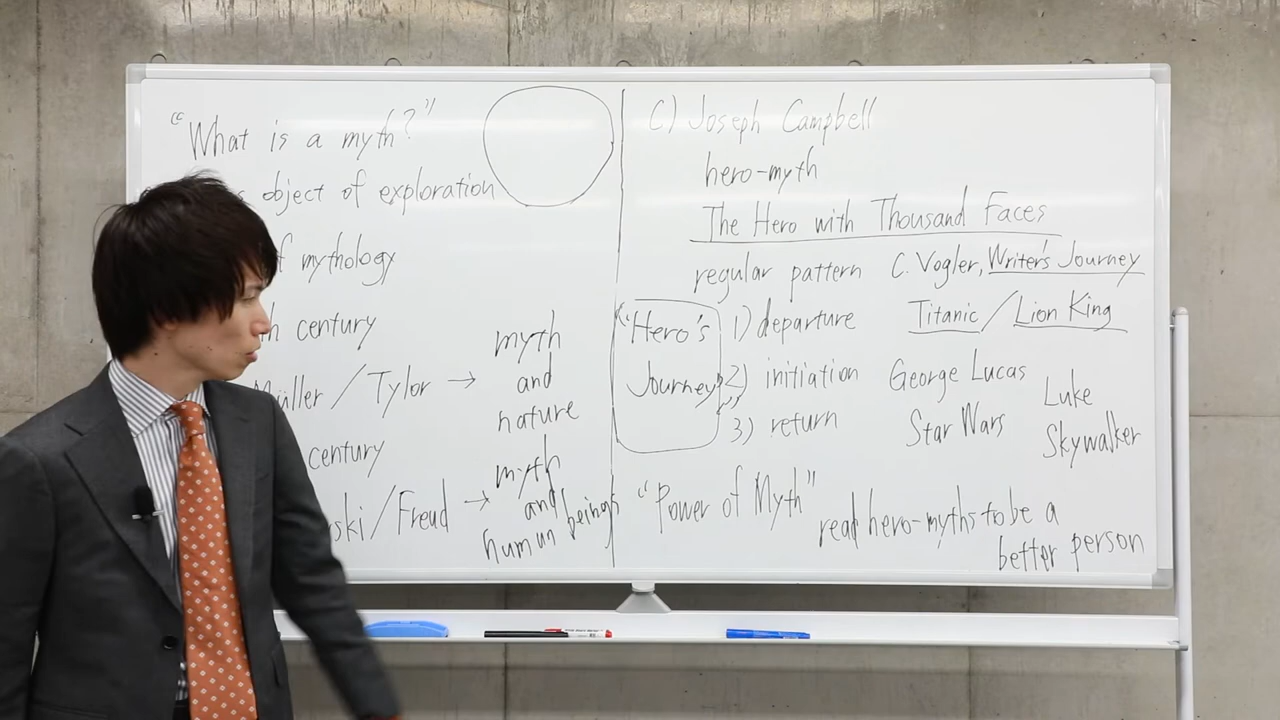 "What is a myth?"
object of exploration
mythology
century
Müller / Tylor → myth
and
nature
century
Freud → myth
and
human beings
C) Joseph Campbell
hero-myth
The Hero with Thousand Faces
regular pattern C. Vogler, Writer's Journey
"Hero's
Journey"
1) departure Titanic / Lion King
2) initiation George Lucas Luke
3) return Star Wars Skywalker
"Power of Myth" read hero-myths to be a
better person